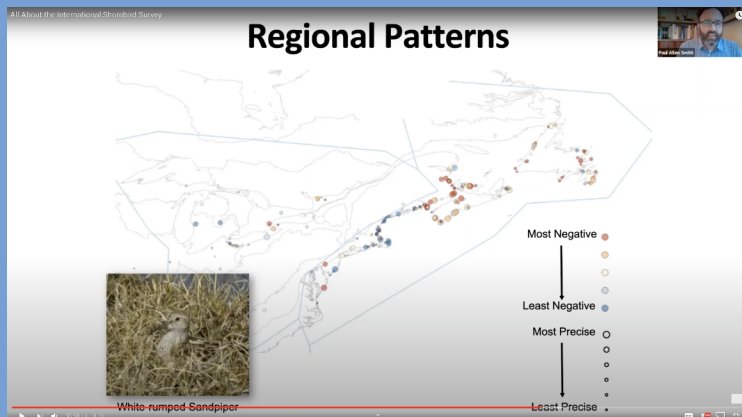 All About the International Shorebird Survey
Regional Patterns
Paul Allen Smith
Most Negative
Least Negative
Most Precise
Least Precise
White-rumped Sandpiper